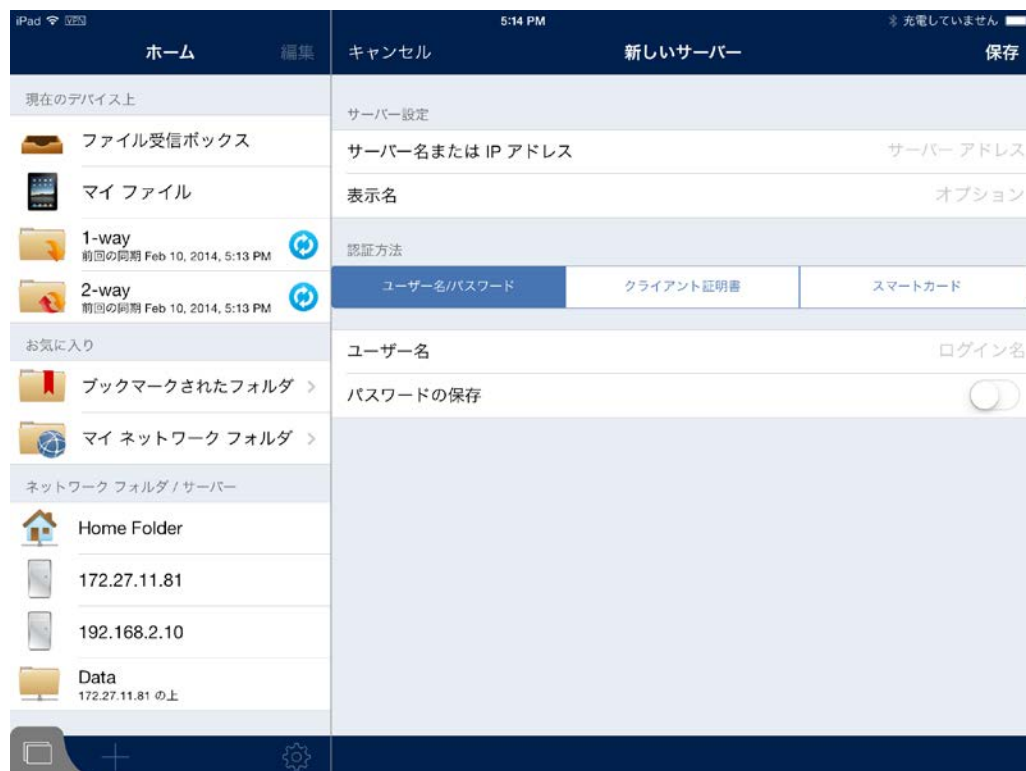 iPad VPN 5:14 PM 充電していません
ホーム 編集
キャンセル 新しいサーバー 保存
現在のデバイス上
ファイル受信ボックス
マイ ファイル
1-way
前回の同期 Feb 10, 2014, 5:13 PM
2-way
前回の同期 Feb 10, 2014, 5:13 PM
お気に入り
ブックマークされたフォルダ
マイ ネットワーク フォルダ
ネットワーク フォルダ / サーバー
Home Folder
172.27.11.81
192.168.2.10
Data
172.27.11.81 の上
サーバー設定
サーバー名または IP アドレス サーバー アドレス
表示名 オプション
認証方法
ユーザー名/パスワード クライアント証明書 スマートカード
ユーザー名 ログイン名
パスワードの保存